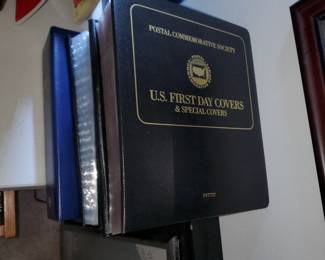 POSTAL COMMEMORATIVE SOCIETY
U.S. FIRST DAY COVERS
& SPECIAL COVERS